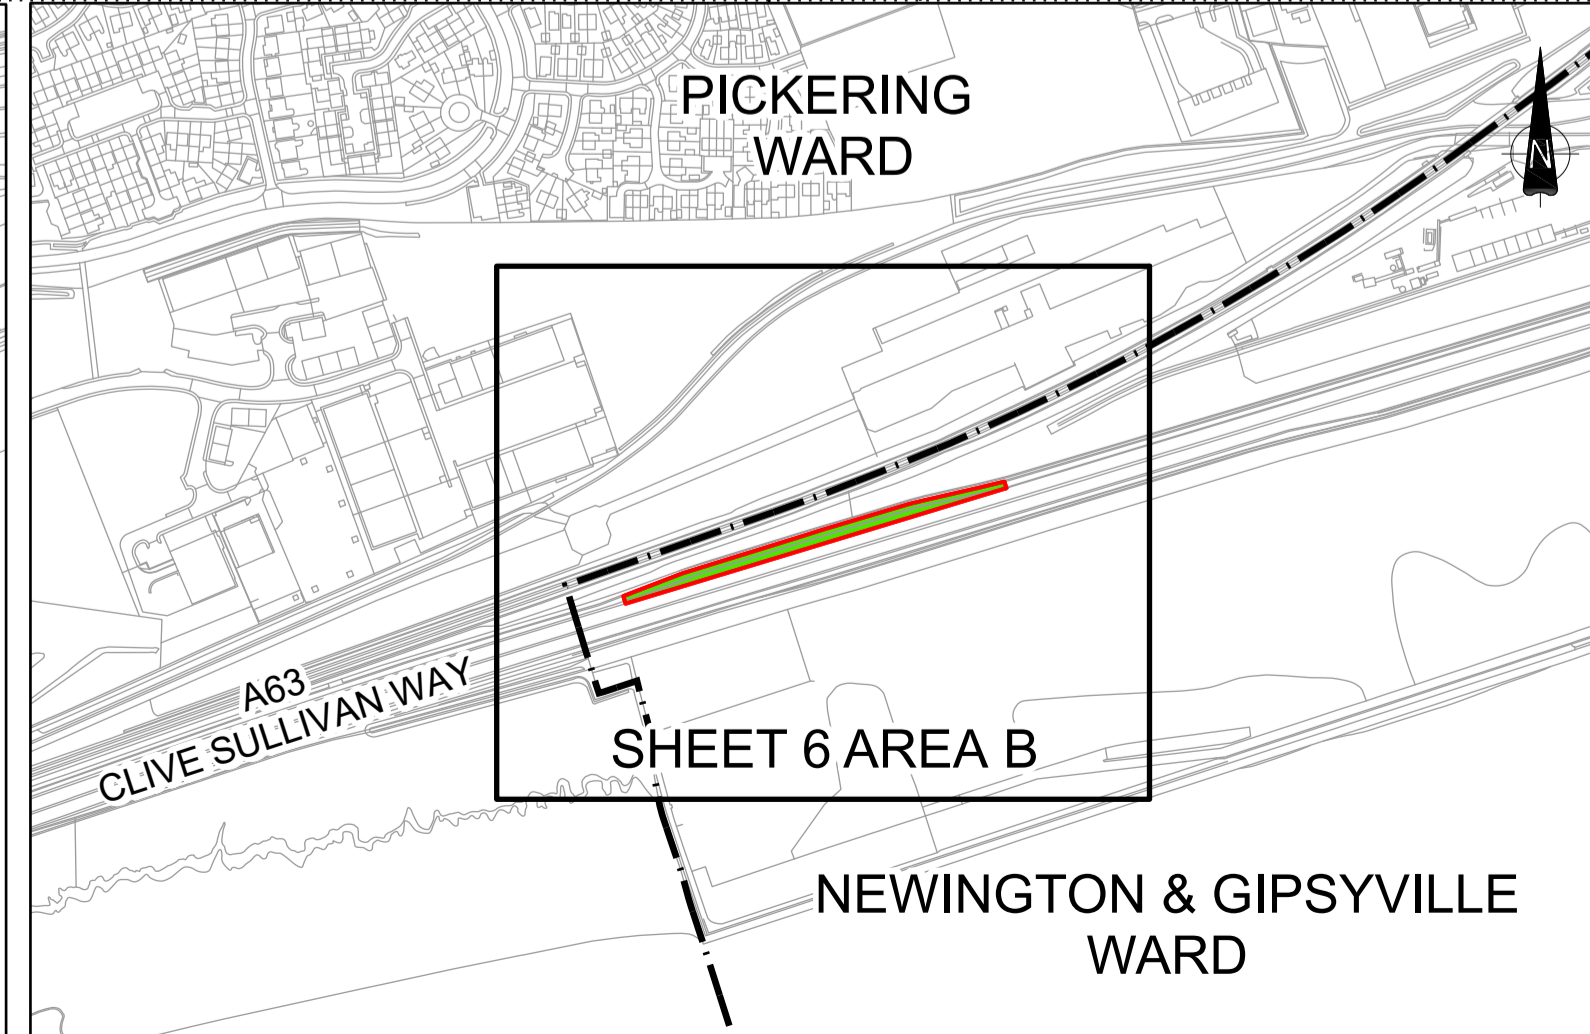 PICKERING
WARD
N
A63
CLIVE SULLIVAN WAY
SHEET 6 AREA B
NEWINGTON & GIPSYVILLE
WARD